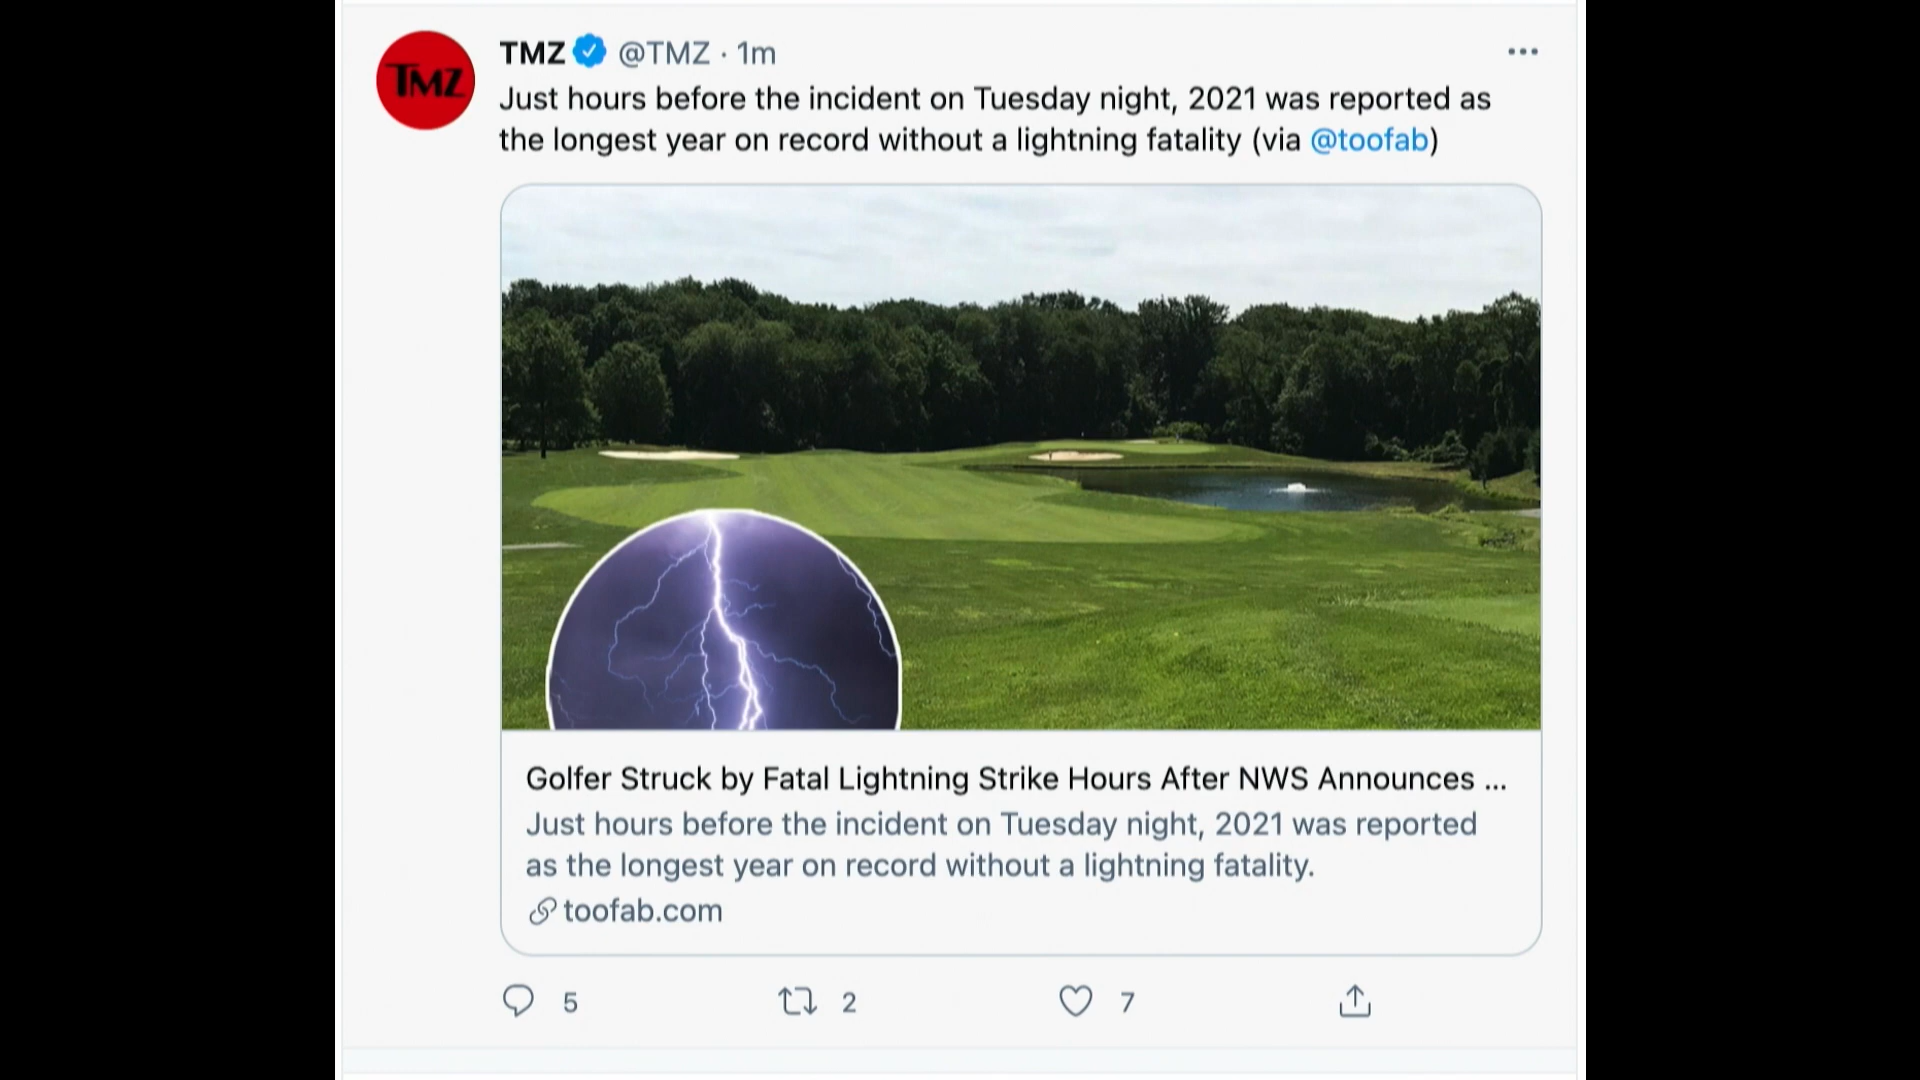 TMZ
TMZ @TMZ · 1m
Just hours before the incident on Tuesday night, 2021 was reported as
the longest year on record without a lightning fatality (via @toofab)
Golfer Struck by Fatal Lightning Strike Hours After NWS Announces ...
Just hours before the incident on Tuesday night, 2021 was reported
as the longest year on record without a lightning fatality.
toofab.com
5 2 7